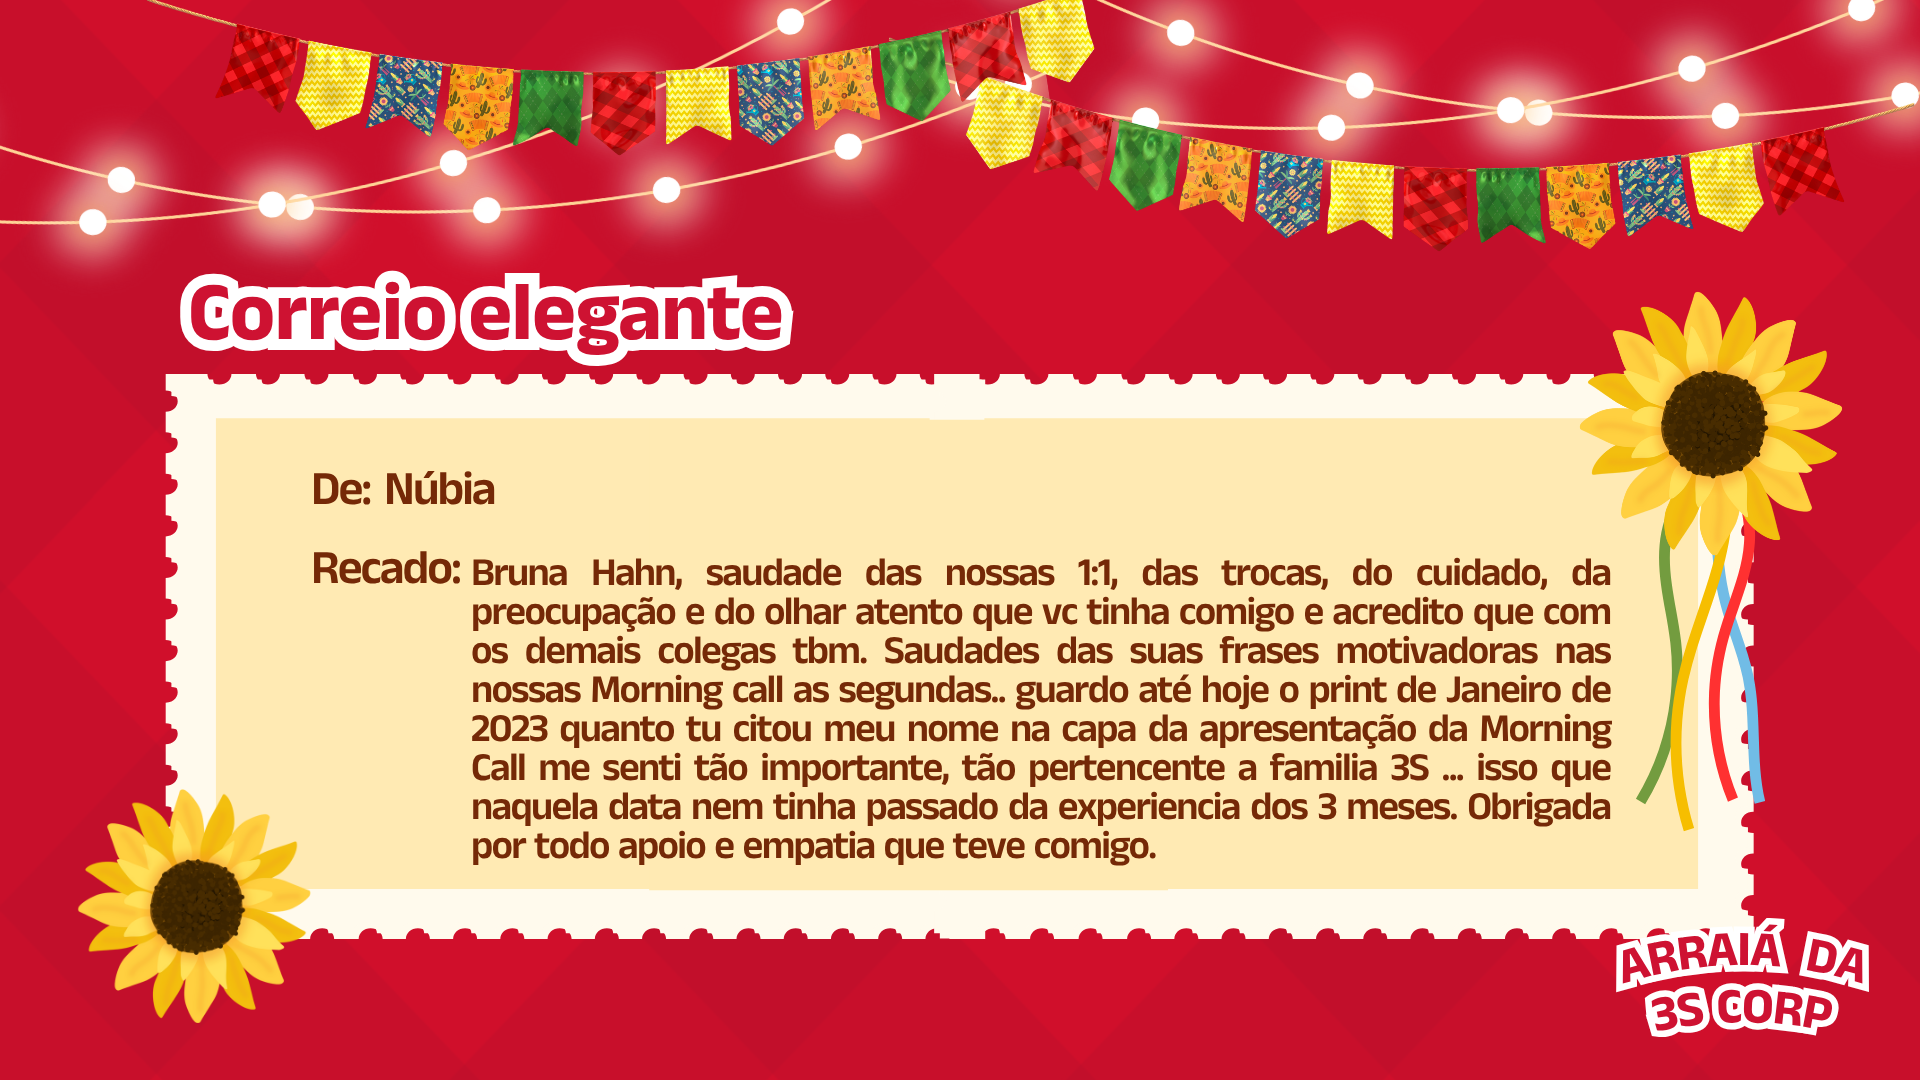 Correio elegante
De: Núbia
Recado: Bruna Hahn, saudade das nossas 1:1, das trocas, do cuidado, da
preocupação e do olhar atento que vc tinha comigo e acredito que com
os demais colegas tbm. Saudades das suas frases motivadoras nas
nossas Morning call as segundas.. guardo até hoje o print de Janeiro de
2023 quanto tu citou meu nome na capa da apresentação da Morning
Call me senti tão importante, tão pertencente a familia 3S ... isso que
naquela data nem tinha passado da experiencia dos 3 meses. Obrigada
por todo apoio e empatia que teve comigo.
ARRAIÁ DA
3S CORP